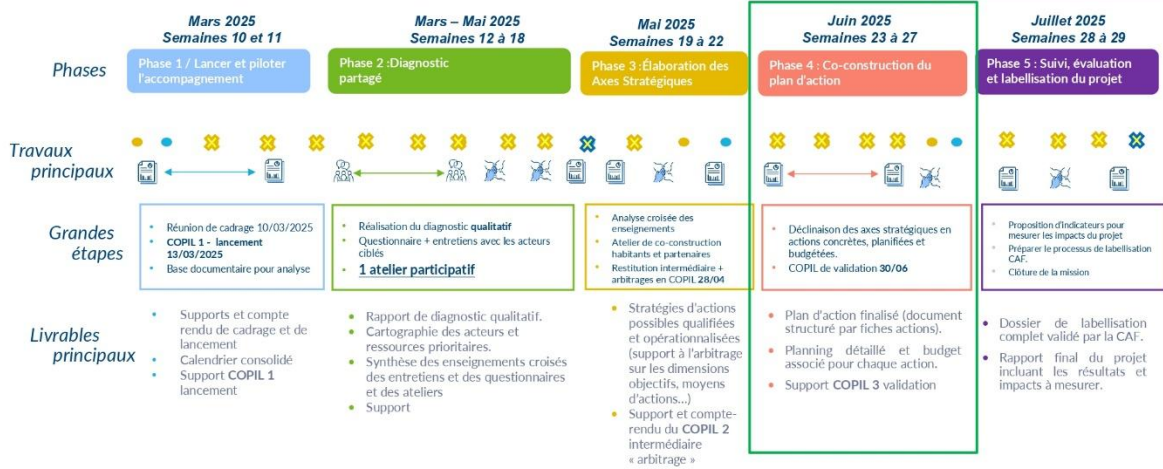 Mars 2025
Semaines 10 et 11
Mars – Mai 2025
Semaines 12 à 18
Mai 2025
Semaines 19 à 22
Juin 2025
Semaines 23 à 27
Juillet 2025
Semaines 28 à 29
Phases
Phase 1 / Lancer et piloter
l'accompagnement
Phase 2 :Diagnostic
partagé
Phase 3 :Élaboration des
Axes Stratégiques
Phase 4 : Co-construction du
plan d'action
Phase 5 : Suivi, évaluation
et labellisation du projet
Travaux
principaux
Grandes
étapes
• Réunion de cadrage 10/03/2025
• COPIL 1 - lancement
13/03/2025
• Base documentaire pour analyse
• Réalisation du diagnostic qualitatif
• Questionnaire + entretiens avec les acteurs
ciblés
• 1 atelier participatif
• Analyse croisée des
enseignements
• Atelier de co-construction
habitants et partenaires
• Restitution intermédiaire +
arbitrages en COPIL 28/04
• Déclinaison des axes stratégiques en
actions concrètes, planifiées et
budgétées.
• COPIL de validation 30/06
• Proposition d'indicateurs pour
mesurer les impacts du projet
• Préparer le processus de labellisation
CAF.
• Clôture de la mission
Livrables
principaux
• Supports et compte
rendu de cadrage et de
lancement
• Calendrier consolidé
• Support COPIL 1
lancement
• Rapport de diagnostic qualitatif.
• Cartographie des acteurs et
ressources prioritaires.
• Synthèse des enseignements croisés
des entretiens et des questionnaires
et des ateliers
• Support
• Stratégies d'actions
possibles qualifiées
et opérationnalisées
(support à l'arbitrage
sur les dimensions
objectifs, moyens
d'actions...)
• Support et compte-
rendu du COPIL 2
intermédiaire
« arbitrage »
• Plan d'action finalisé (document
structuré par fiches actions).
• Planning détaillé et budget
associé pour chaque action.
• Support COPIL 3 validation
• Dossier de labellisation
complet validé par la CAF.
• Rapport final du projet
incluant les résultats et
impacts à mesurer.